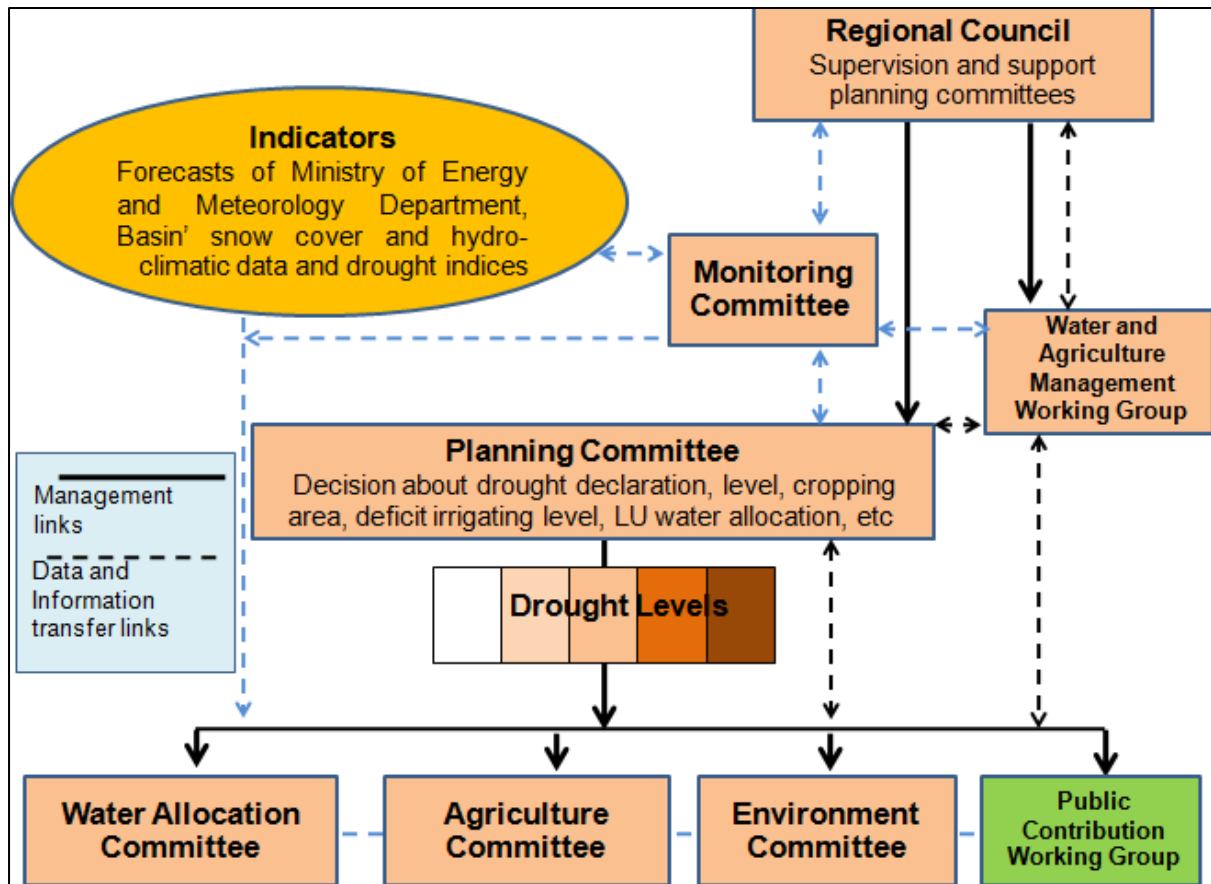 Regional Council
Supervision and support
planning committees
Indicators
Forecasts of Ministry of Energy
and Meteorology Department,
Basin' snow cover and hydro-
climatic data and drought indices
Monitoring
Committee
Water and
Agriculture
Management
Working Group
Planning Committee
Decision about drought declaration, level, cropping
area, deficit irrigating level, LU water allocation, etc
Management
links
Data and
Information
transfer links
Drought Levels
Water Allocation
Committee
Agriculture
Committee
Environment
Committee
Public
Contribution
Working Group